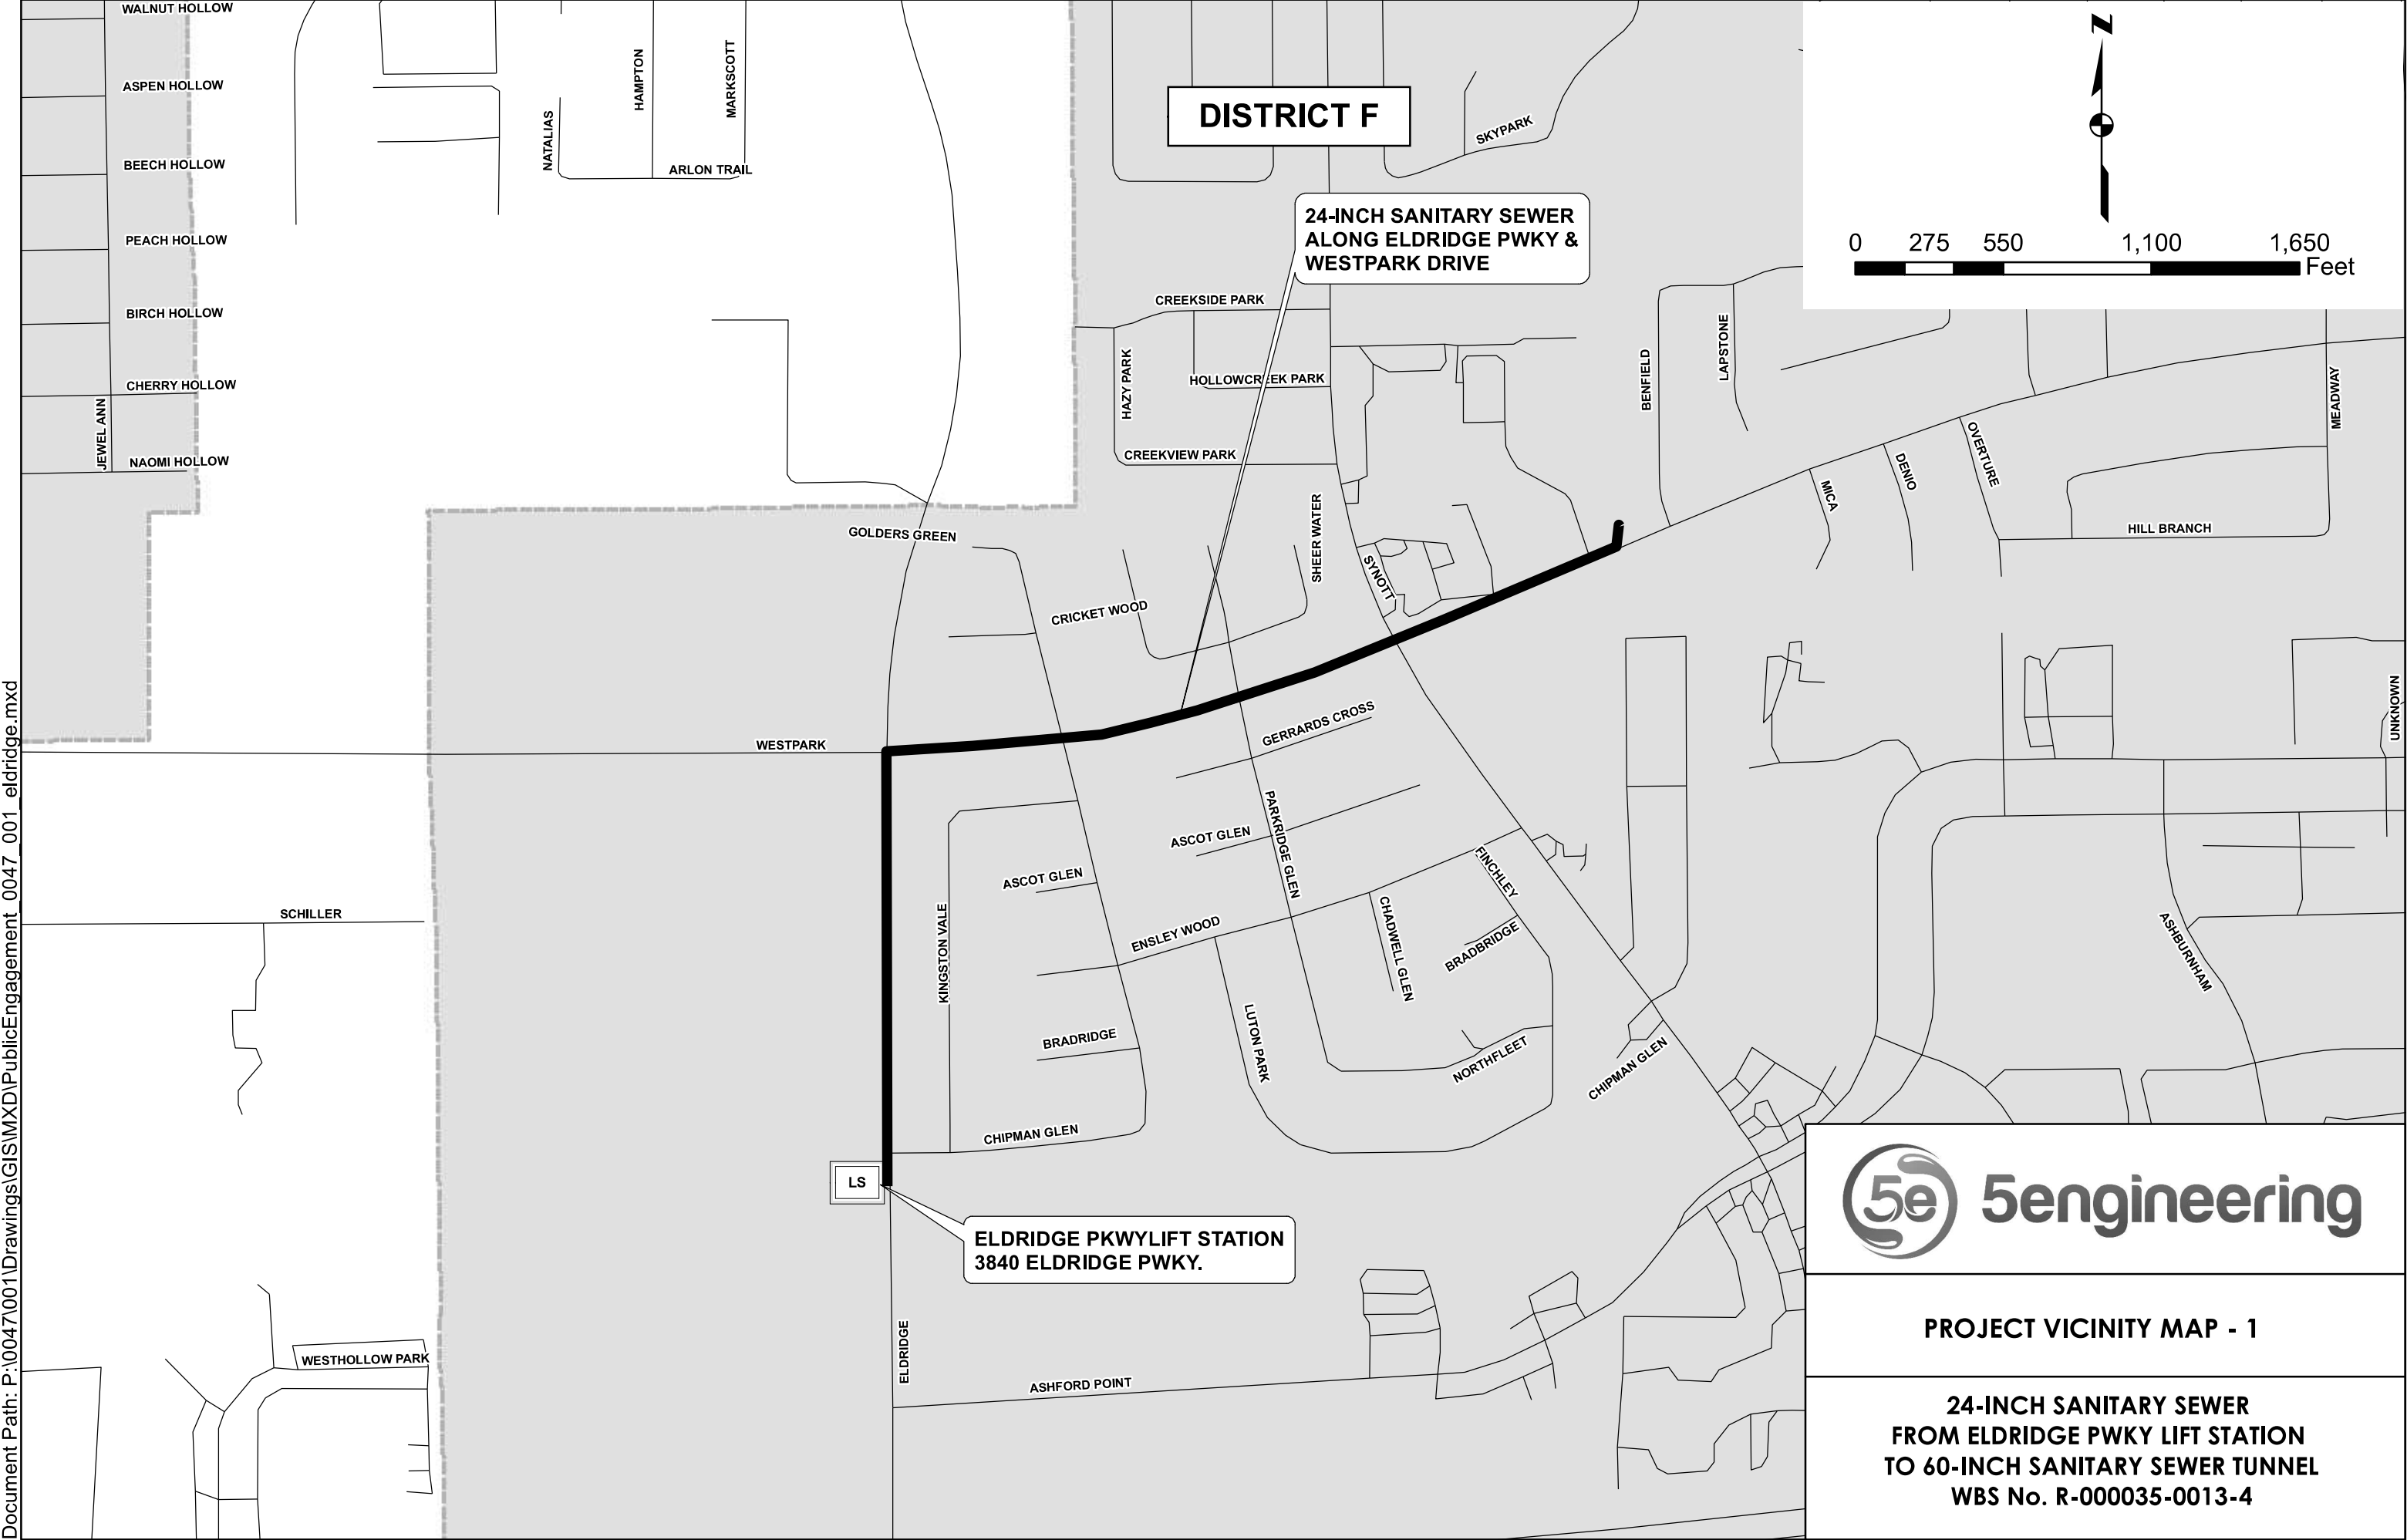 WALNUT HOLLOW
ASPEN HOLLOW
BEECH HOLLOW
PEACH HOLLOW
BIRCH HOLLOW
CHERRY HOLLOW
JEWEL ANN
NAOMI HOLLOW
NATALIAS
HAMPTON
MARKSCOTT
ARLON TRAIL
DISTRICT F
SKYPARK
N
0 275 550 1,100 1,650
Feet
24-INCH SANITARY SEWER
ALONG ELDRIDGE PWKY &
WESTPARK DRIVE
CREEKSIDE PARK
HAZY PARK
HOLLOWCREEK PARK
CREEKVIEW PARK
BENFIELD
LAPSTONE
MEADWAY
OVERTURE
DENIO
MICA
HILL BRANCH
GOLDERS GREEN
SHEER WATER
SYNOTT
CRICKET WOOD
WESTPARK
GERRARDS CROSS
UNKNOWN
PARKRIDGE GLEN
ASCOT GLEN
ASCOT GLEN
FINCHLEY
SCHILLER
KINGSTON VALE
ENSLEY WOOD
CHADWELL GLEN
BRADBRIDGE
ASHBURNHAM
BRADRIDGE
LUTON PARK
NORTHFLEET
CHIPMAN GLEN
CHIPMAN GLEN
LS
ELDRIDGE PKWYLIFT STATION
3840 ELDRIDGE PWKY.
ELDRIDGE
WESTHOLLOW PARK
ASHFORD POINT
5e 5engineering
PROJECT VICINITY MAP - 1
24-INCH SANITARY SEWER
FROM ELDRIDGE PWKY LIFT STATION
TO 60-INCH SANITARY SEWER TUNNEL
WBS No. R-000035-0013-4
Document Path: P:\0047\001\Drawings\GIS\MXD\PublicEngagement_0047_001_eldridge.mxd